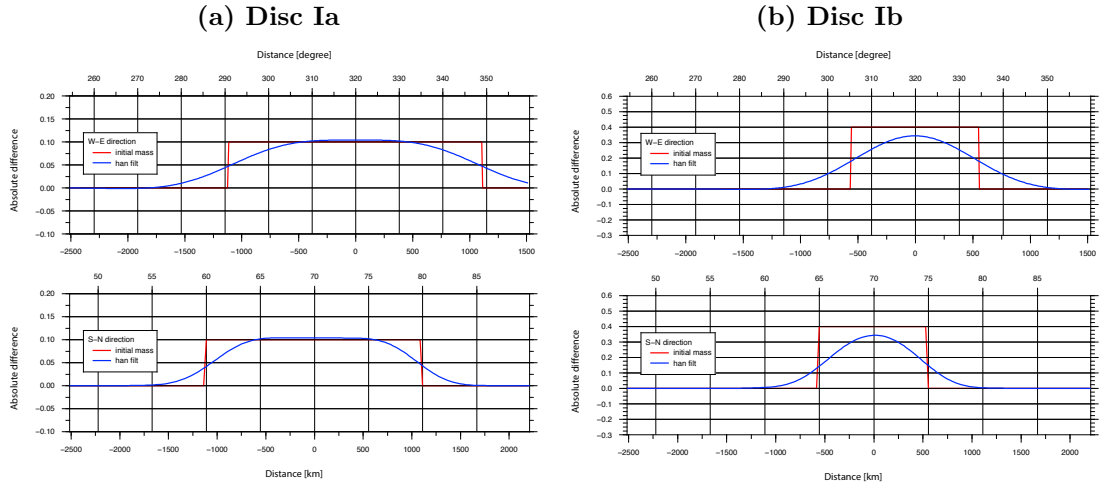 (a) Disc Ia
Distance [degree]
260 270 280 290 300 310 320 330 340 350
Absolute difference
0.20
0.15
0.10
0.05
0.00
−0.05
−0.10
W−E direction
initial mass
han filt
−2500 −2000 −1500 −1000 −500 0 500 1000 1500
50 55 60 65 70 75 80 85
Absolute difference
0.20
0.15
0.10
0.05
0.00
−0.05
−0.10
S−N direction
initial mass
han filt
−2500 −2000 −1500 −1000 −500 0 500 1000 1500 2000
Distance [km]
(b) Disc Ib
Distance [degree]
260 270 280 290 300 310 320 330 340 350
Absolute difference
0.6
0.5
0.4
0.3
0.2
0.1
0.0
−0.1
−0.2
−0.3
W−E direction
initial mass
han filt
−2500 −2000 −1500 −1000 −500 0 500 1000 1500
50 55 60 65 70 75 80 85
Absolute difference
0.6
0.5
0.4
0.3
0.2
0.1
0.0
−0.1
−0.2
−0.3
S−N direction
initial mass
han filt
−2500 −2000 −1500 −1000 −500 0 500 1000 1500 2000
Distance [km]